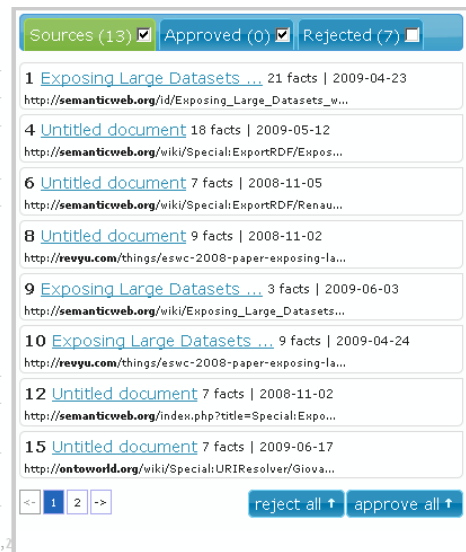 Sources (13) Approved (0) Rejected (7)
1 Exposing Large Datasets ... 21 facts | 2009-04-23
http://semanticweb.org/id/Exposing_Large_Datasets_w...
4 Untitled document 18 facts | 2009-05-12
http://semanticweb.org/wiki/Special:ExportRDF/Expos...
6 Untitled document 7 facts | 2008-11-05
http://semanticweb.org/wiki/Special:ExportRDF/Renau...
8 Untitled document 9 facts | 2008-11-02
http://revyu.com/things/eswc-2008-paper-exposing-la...
9 Exposing Large Datasets ... 3 facts | 2009-06-03
http://semanticweb.org/wiki/Exposing_Large_Datasets...
10 Exposing Large Datasets ... 9 facts | 2009-04-24
http://revyu.com/things/eswc-2008-paper-exposing-la...
12 Untitled document 7 facts | 2008-11-02
http://semanticweb.org/index.php?title=Special:Expo...
15 Untitled document 7 facts | 2009-06-17
http://ontoworld.org/wiki/Special:URIResolver/Giova...
<- 1 2 -> reject all ↑ approve all ↑